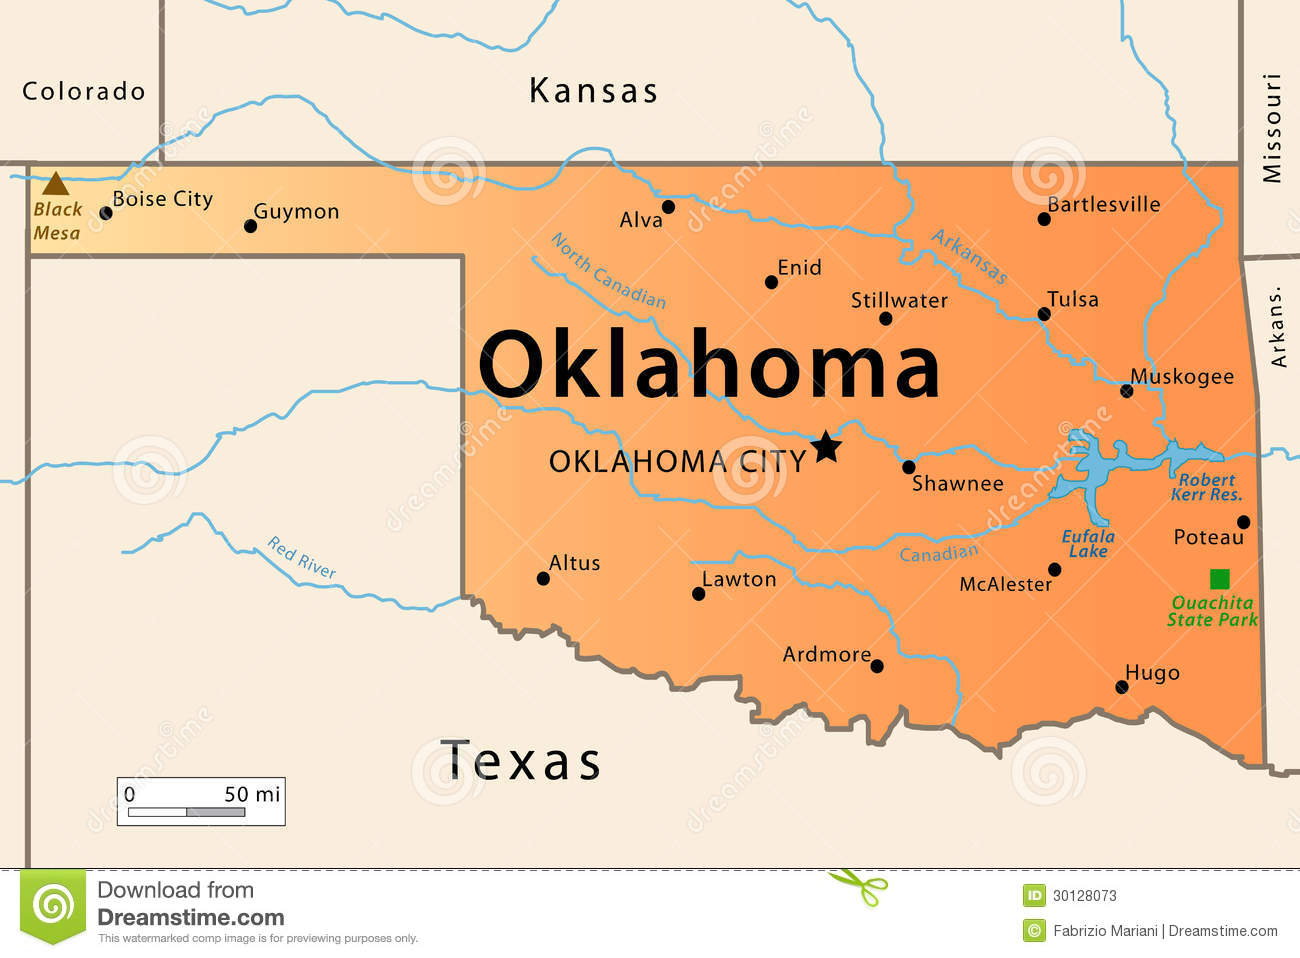 Colorado
Kansas
Missouri
Black
Mesa
Boise City
Guymon
Alva
Bartlesville
North Canadian
Arkansas
Enid
Stillwater
Tulsa
Arkans.
Oklahoma
Muskogee
OKLAHOMA CITY
Shawnee
Robert
Kerr Res.
Eufala
Lake
Poteau
Red River
Canadian
Altus
Lawton
McAlester
Ouachita
State Park
Ardmore
Hugo
Texas
0 50 mi
dreamstime
Download from
Dreamstime.com
This watermarked comp image is for previewing purposes only.
ID 30128073
© Fabrizio Mariani | Dreamstime.com